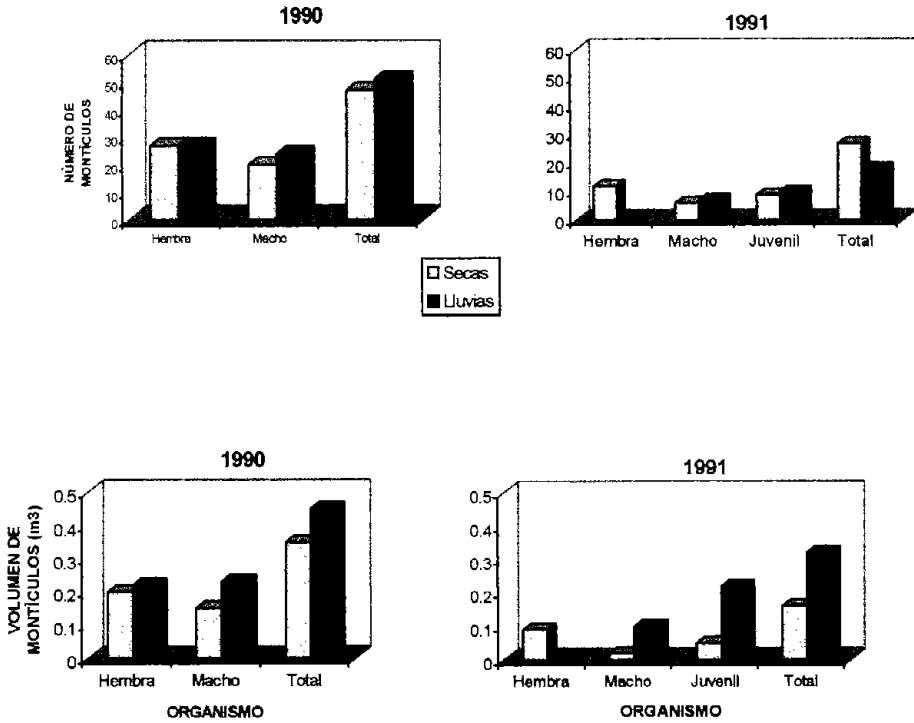 1990
NÚMERO DE
MONTÍCULOS
60
50
40
30
20
10
0
Hembra
Macho
Total
1991
60
50
40
30
20
10
0
Hembra
Macho
Juvenil
Total
Secas
Lluvias
1990
VOLUMEN DE
MONTÍCULOS (m3)
0.5
0.4
0.3
0.2
0.1
0
Hembra
Macho
Total
ORGANISMO
1991
0.5
0.4
0.3
0.2
0.1
0
Hembra
Macho
Juvenil
Total
ORGANISMO